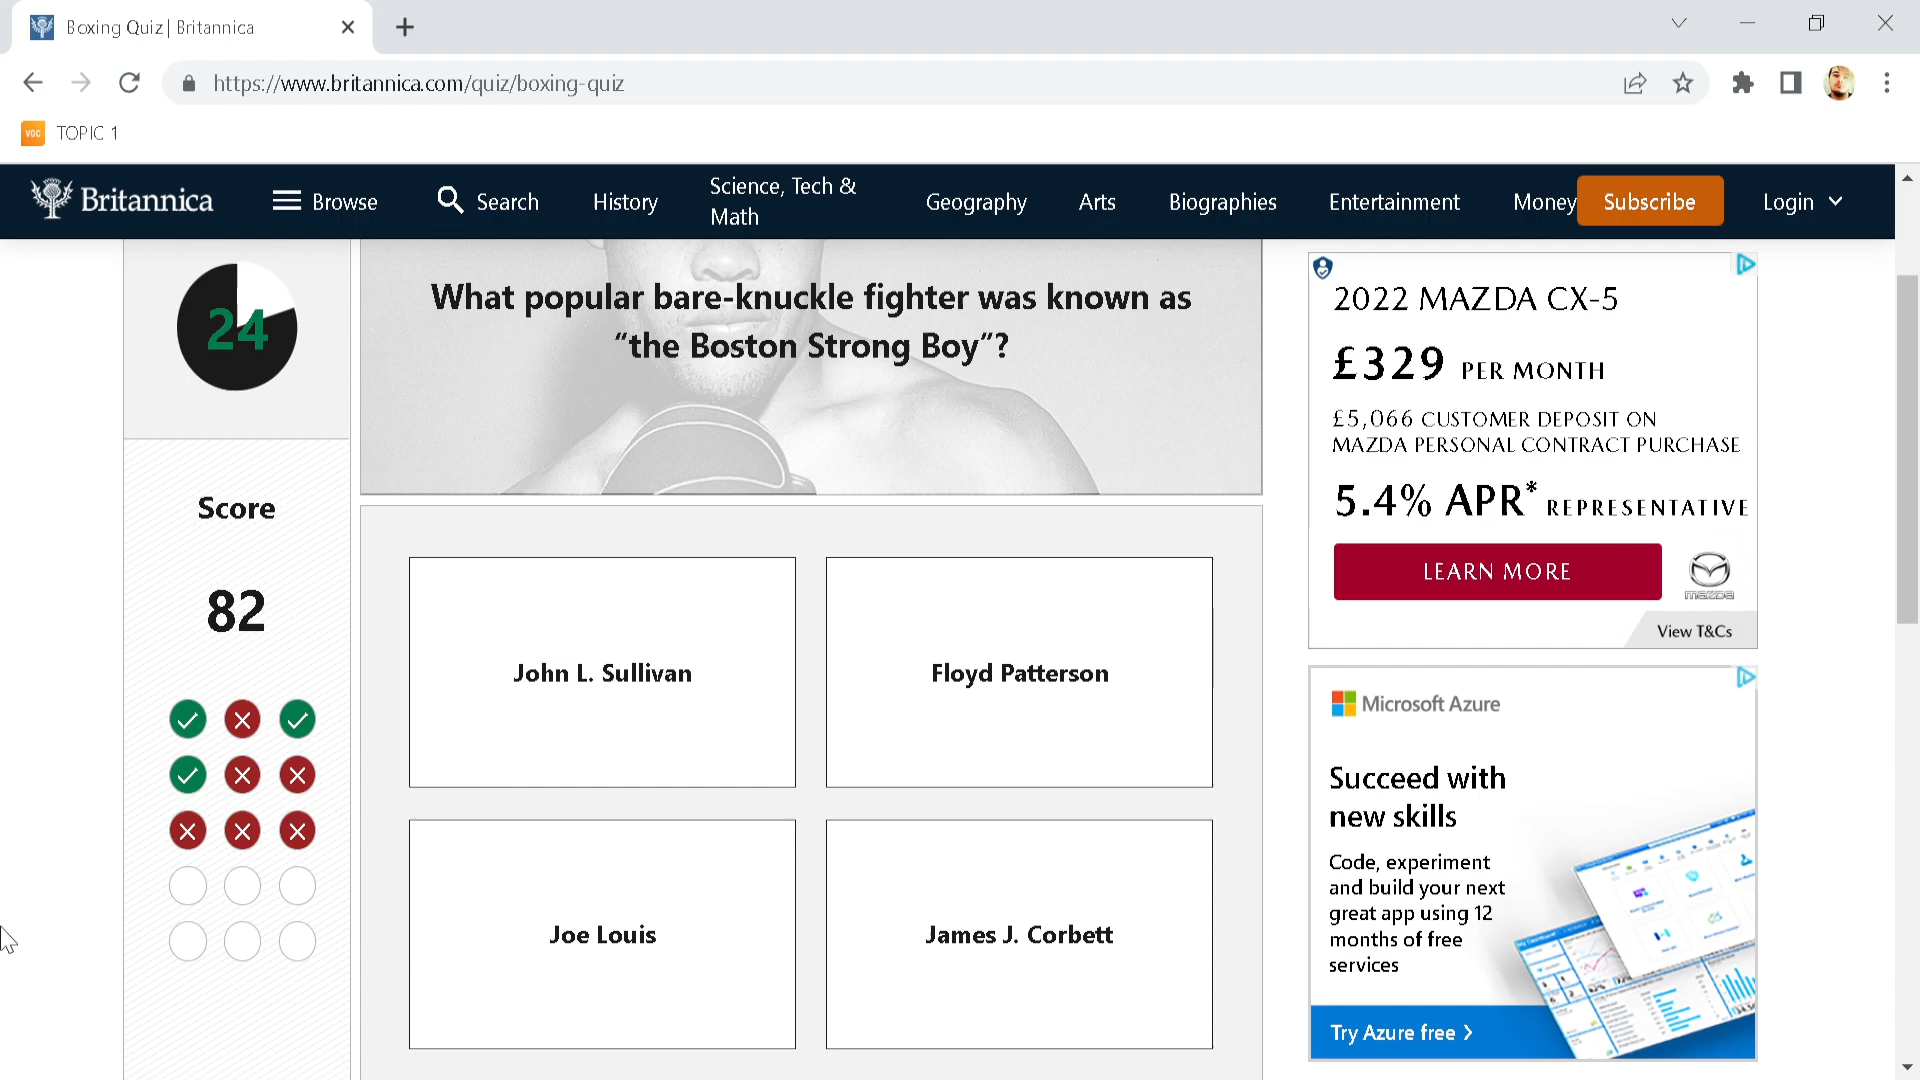 Boxing Quiz | Britannica
https://www.britannica.com/quiz/boxing-quiz
VGC TOPIC 1
Britannica
Browse
Search
History
Science, Tech &
Math
Geography
Arts
Biographies
Entertainment
Money
Subscribe
Login
24
What popular bare-knuckle fighter was known as
“the Boston Strong Boy”?
Score
82
John L. Sullivan
Floyd Patterson
Joe Louis
James J. Corbett
2022 MAZDA CX-5
£329 PER MONTH
£5,066 CUSTOMER DEPOSIT ON
MAZDA PERSONAL CONTRACT PURCHASE
5.4% APR* REPRESENTATIVE
LEARN MORE
mazda
View T&Cs
Microsoft Azure
Succeed with
new skills
Code, experiment
and build your next
great app using 12
months of free
services
Try Azure free >